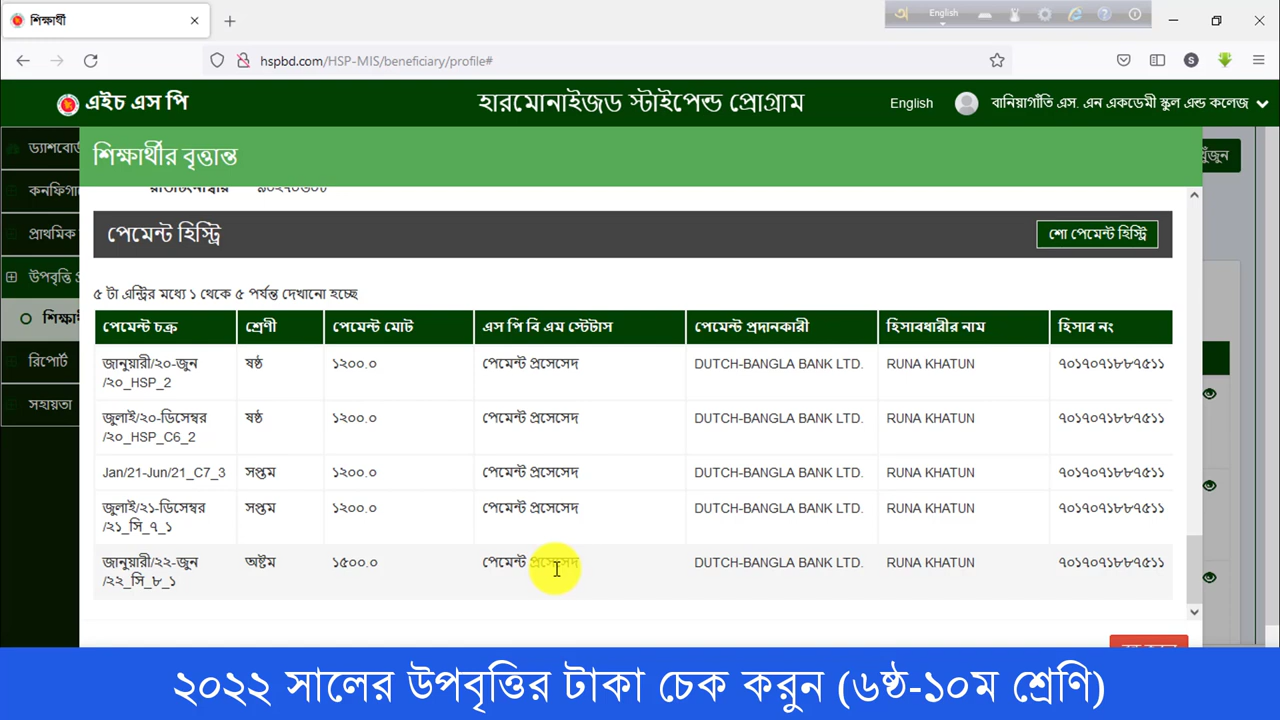 শিক্ষার্থী
English
hspbd.com/HSP-MIS/beneficiary/profile#
এইচ এস পি
হারমোনাইজড স্টাইপেন্ড প্রোগ্রাম
English
বানিয়াগাঁতি এস. এন একডেমী স্কুল এন্ড কলেজ
ড্যাশবোর্ড
প্রাথমিক
উপবৃত্তি
রিপোর্ট
সহায়তা
শিক্ষার্থীর বৃত্তান্ত
পেমেন্ট হিস্ট্রি
শো পেমেন্ট হিস্ট্রি
৫ টা এন্ট্রির মধ্যে ১ থেকে ৫ পর্যন্ত দেখানো হচ্ছে
পেমেন্ট চক্র শ্রেণী পেমেন্ট মোট এস পি বি এম স্টেটাস পেমেন্ট প্রদানকারী হিসাবধারীর নাম হিসাব নং
জানুয়ারী/২০-জুন ষষ্ঠ ১২০০.০ পেমেন্ট প্রসেসেদ DUTCH-BANGLA BANK LTD. RUNA KHATUN ৭০১৭০৭১৮৮৭৫১১
/২০_HSP_2
জুলাই/২০-ডিসেম্বর ষষ্ঠ ১২০০.০ পেমেন্ট প্রসেসেদ DUTCH-BANGLA BANK LTD. RUNA KHATUN ৭০১৭০৭১৮৮৭৫১১
/২০_HSP_C6_2
Jan/21-Jun/21_C7_3 সপ্তম ১২০০.০ পেমেন্ট প্রসেসেদ DUTCH-BANGLA BANK LTD. RUNA KHATUN ৭০১৭০৭১৮৮৭৫১১
জুলাই/২১-ডিসেম্বর সপ্তম ১২০০.০ পেমেন্ট প্রসেসেদ DUTCH-BANGLA BANK LTD. RUNA KHATUN ৭০১৭০৭১৮৮৭৫১১
/২১_সি_৭_১
জানুয়ারী/২২-জুন অষ্টম ১৫০০.০ পেমেন্ট প্রসেসেদ DUTCH-BANGLA BANK LTD. RUNA KHATUN ৭০১৭০৭১৮৮৭৫১১
/২২_সি_৮_১
২০২২ সালের উপবৃত্তির টাকা চেক করুন (৬ষ্ঠ-১০ম শ্রেণি)